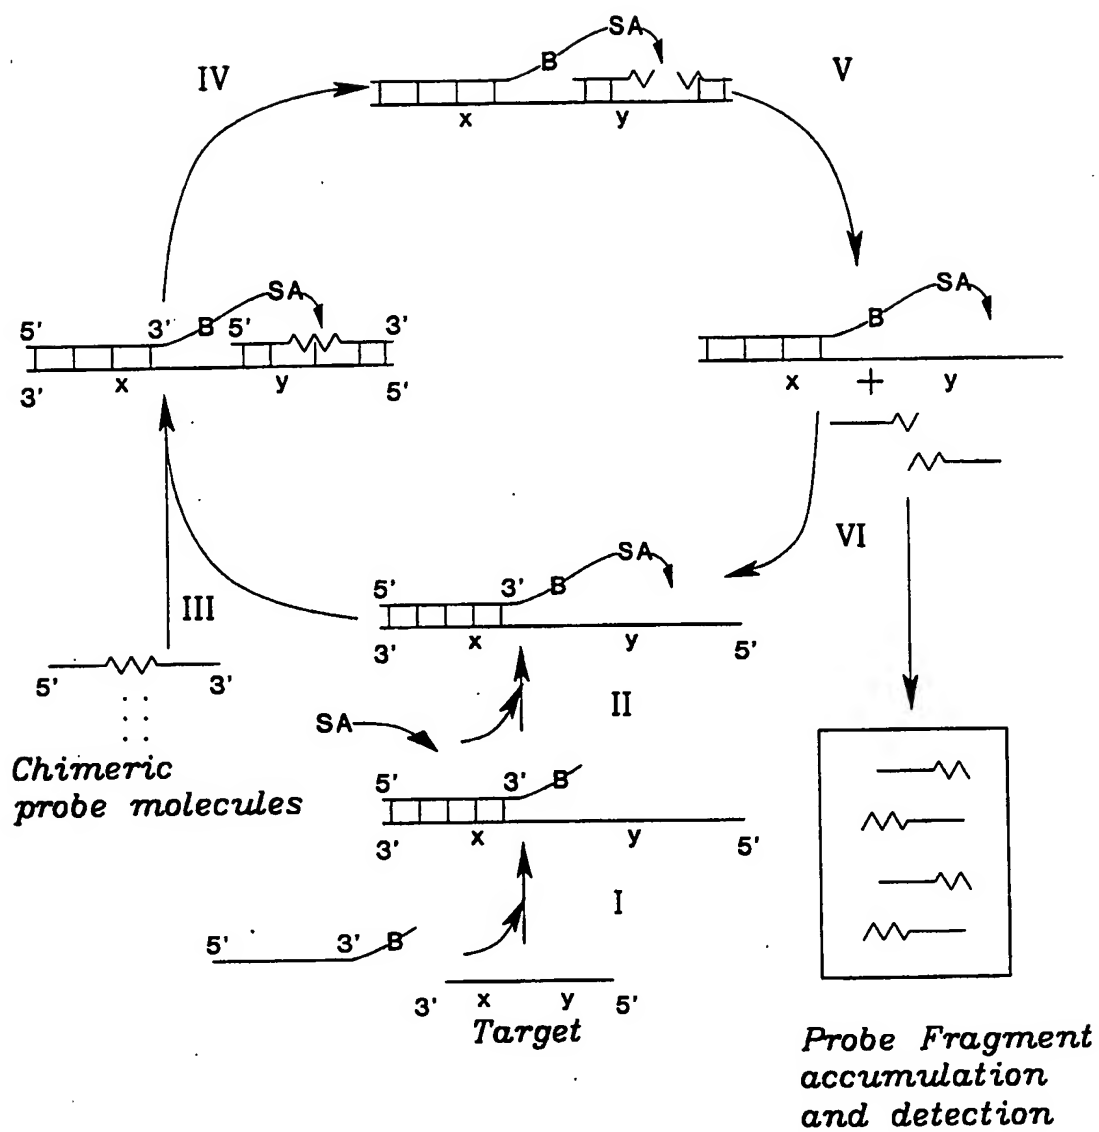 SA
B
IV
V
x y
SA
B
5' 3' B 5' SA 3'
x y
3' 5'
x + y
VI
SA
5' 3' B
x y
3' 5'
III
5' 3'
II
SA
Chimeric
probe molecules
5' 3' B
x y
3' 5'
I
5' 3' B
3' x y 5'
Target
Probe Fragment
accumulation
and detection